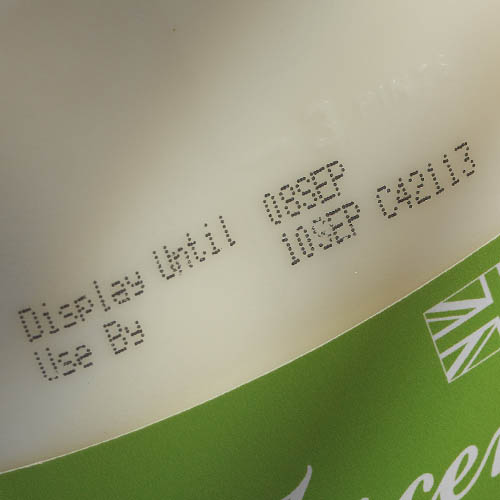 Display Until 08SEP
Use By 10SEP C42113